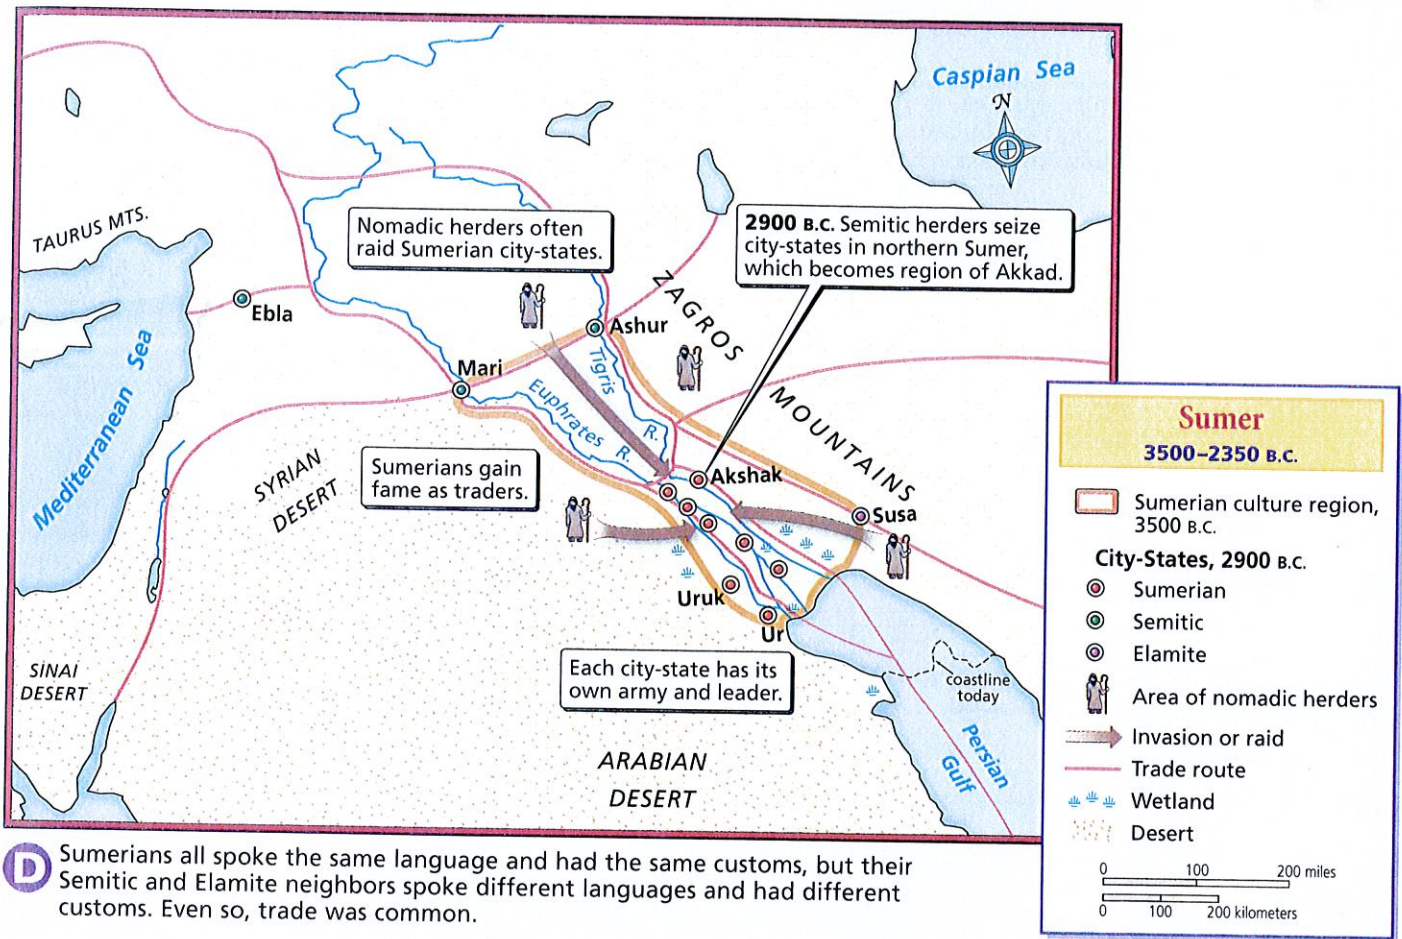 Caspian Sea
N
TAURUS MTS.
Nomadic herders often
raid Sumerian city-states.
2900 B.C. Semitic herders seize
city-states in northern Sumer,
which becomes region of Akkad.
ZAGROS
MOUNTAINS
Ebla
Ashur
Mari
Tigris
R.
Euphrates
R.
Mediterranean Sea
SYRIAN
DESERT
Sumerians gain
fame as traders.
Akshak
Susa
Uruk
Ur
Each city-state has its
own army and leader.
SINAI
DESERT
coastline
today
Persian
Gulf
ARABIAN
DESERT
Sumer
3500–2350 B.C.
Sumerian culture region,
3500 B.C.
City-States, 2900 B.C.
Sumerian
Semitic
Elamite
Area of nomadic herders
Invasion or raid
Trade route
Wetland
Desert
0 100 200 miles
0 100 200 kilometers
D Sumerians all spoke the same language and had the same customs, but their
Semitic and Elamite neighbors spoke different languages and had different
customs. Even so, trade was common.